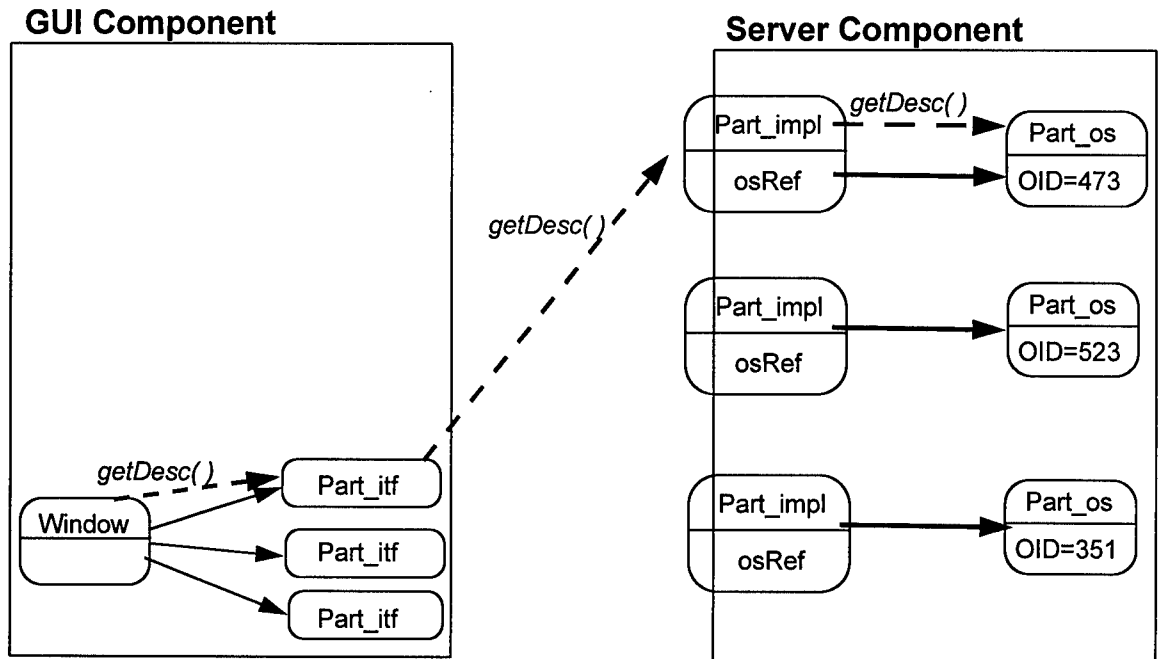 GUI Component
Server Component
getDesc( )
Part_impl
osRef
Part_os
OID=473
getDesc( )
Part_impl
osRef
Part_os
OID=523
getDesc( )
Window
Part_itf
Part_itf
Part_itf
Part_impl
osRef
Part_os
OID=351